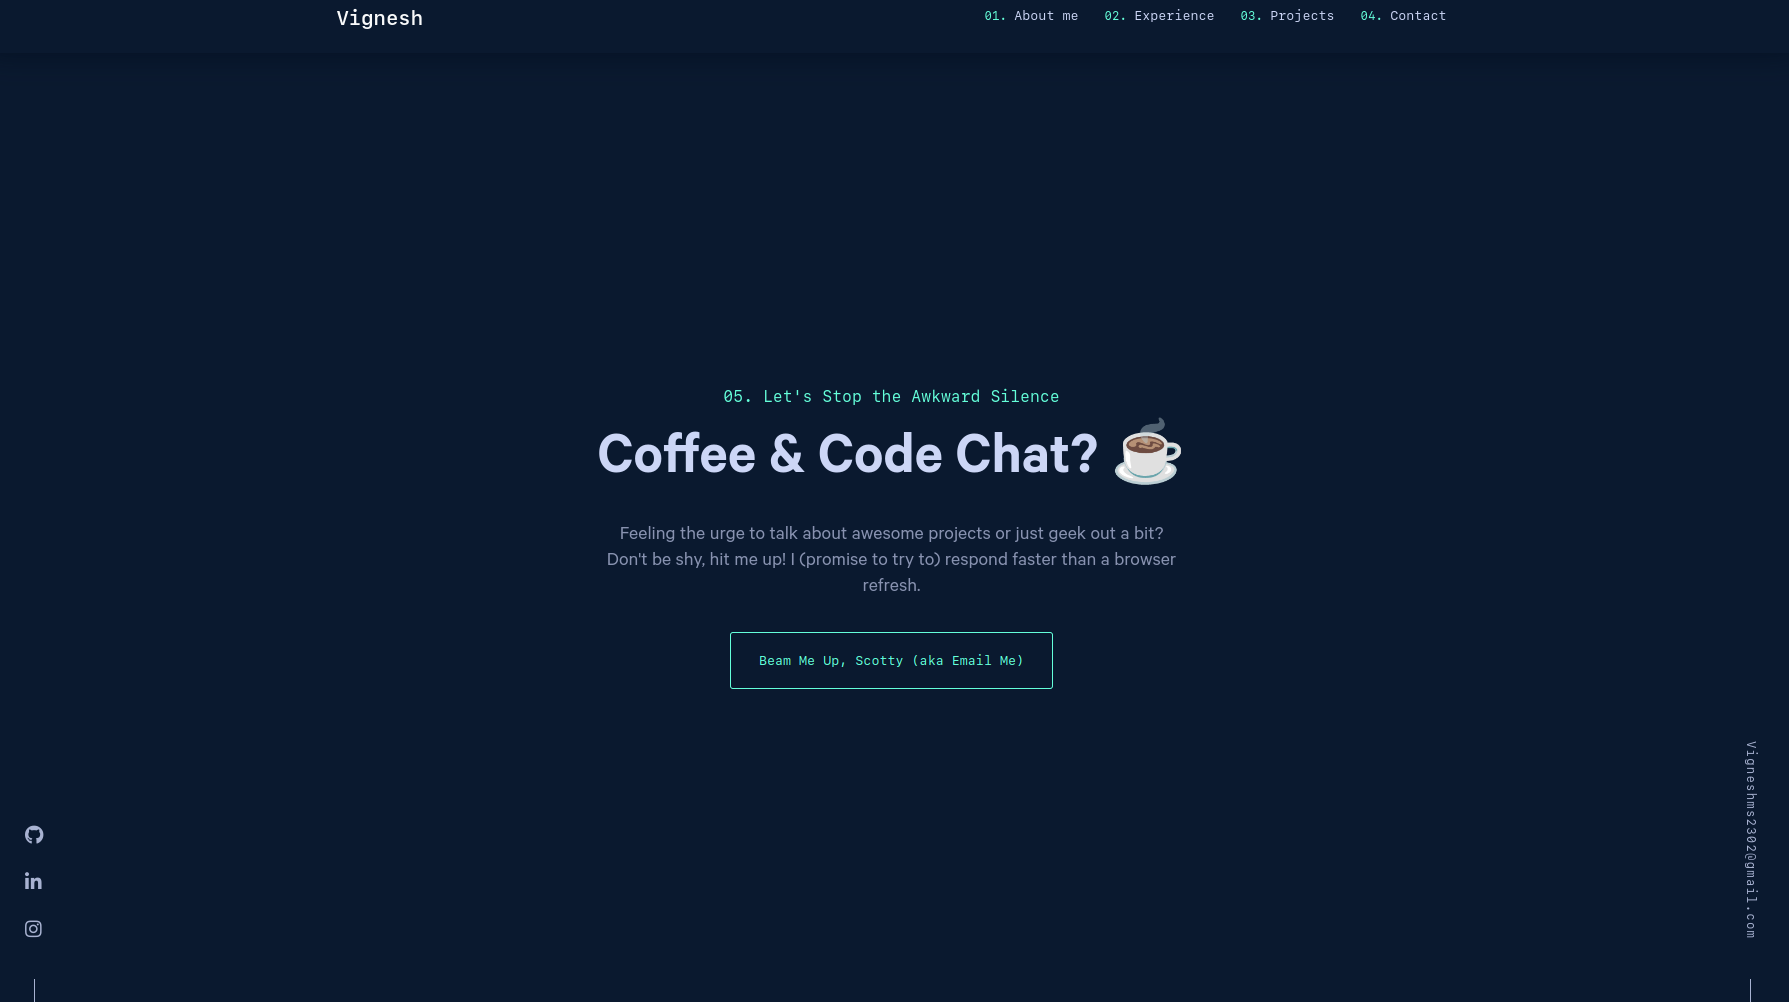 Vignesh
01. About me
02. Experience
03. Projects
04. Contact
05. Let's Stop the Awkward Silence
Coffee & Code Chat? ☕
Feeling the urge to talk about awesome projects or just geek out a bit?
Don't be shy, hit me up! I (promise to try to) respond faster than a browser
refresh.
Beam Me Up, Scotty (aka Email Me)
Vigneshms2302@gmail.com